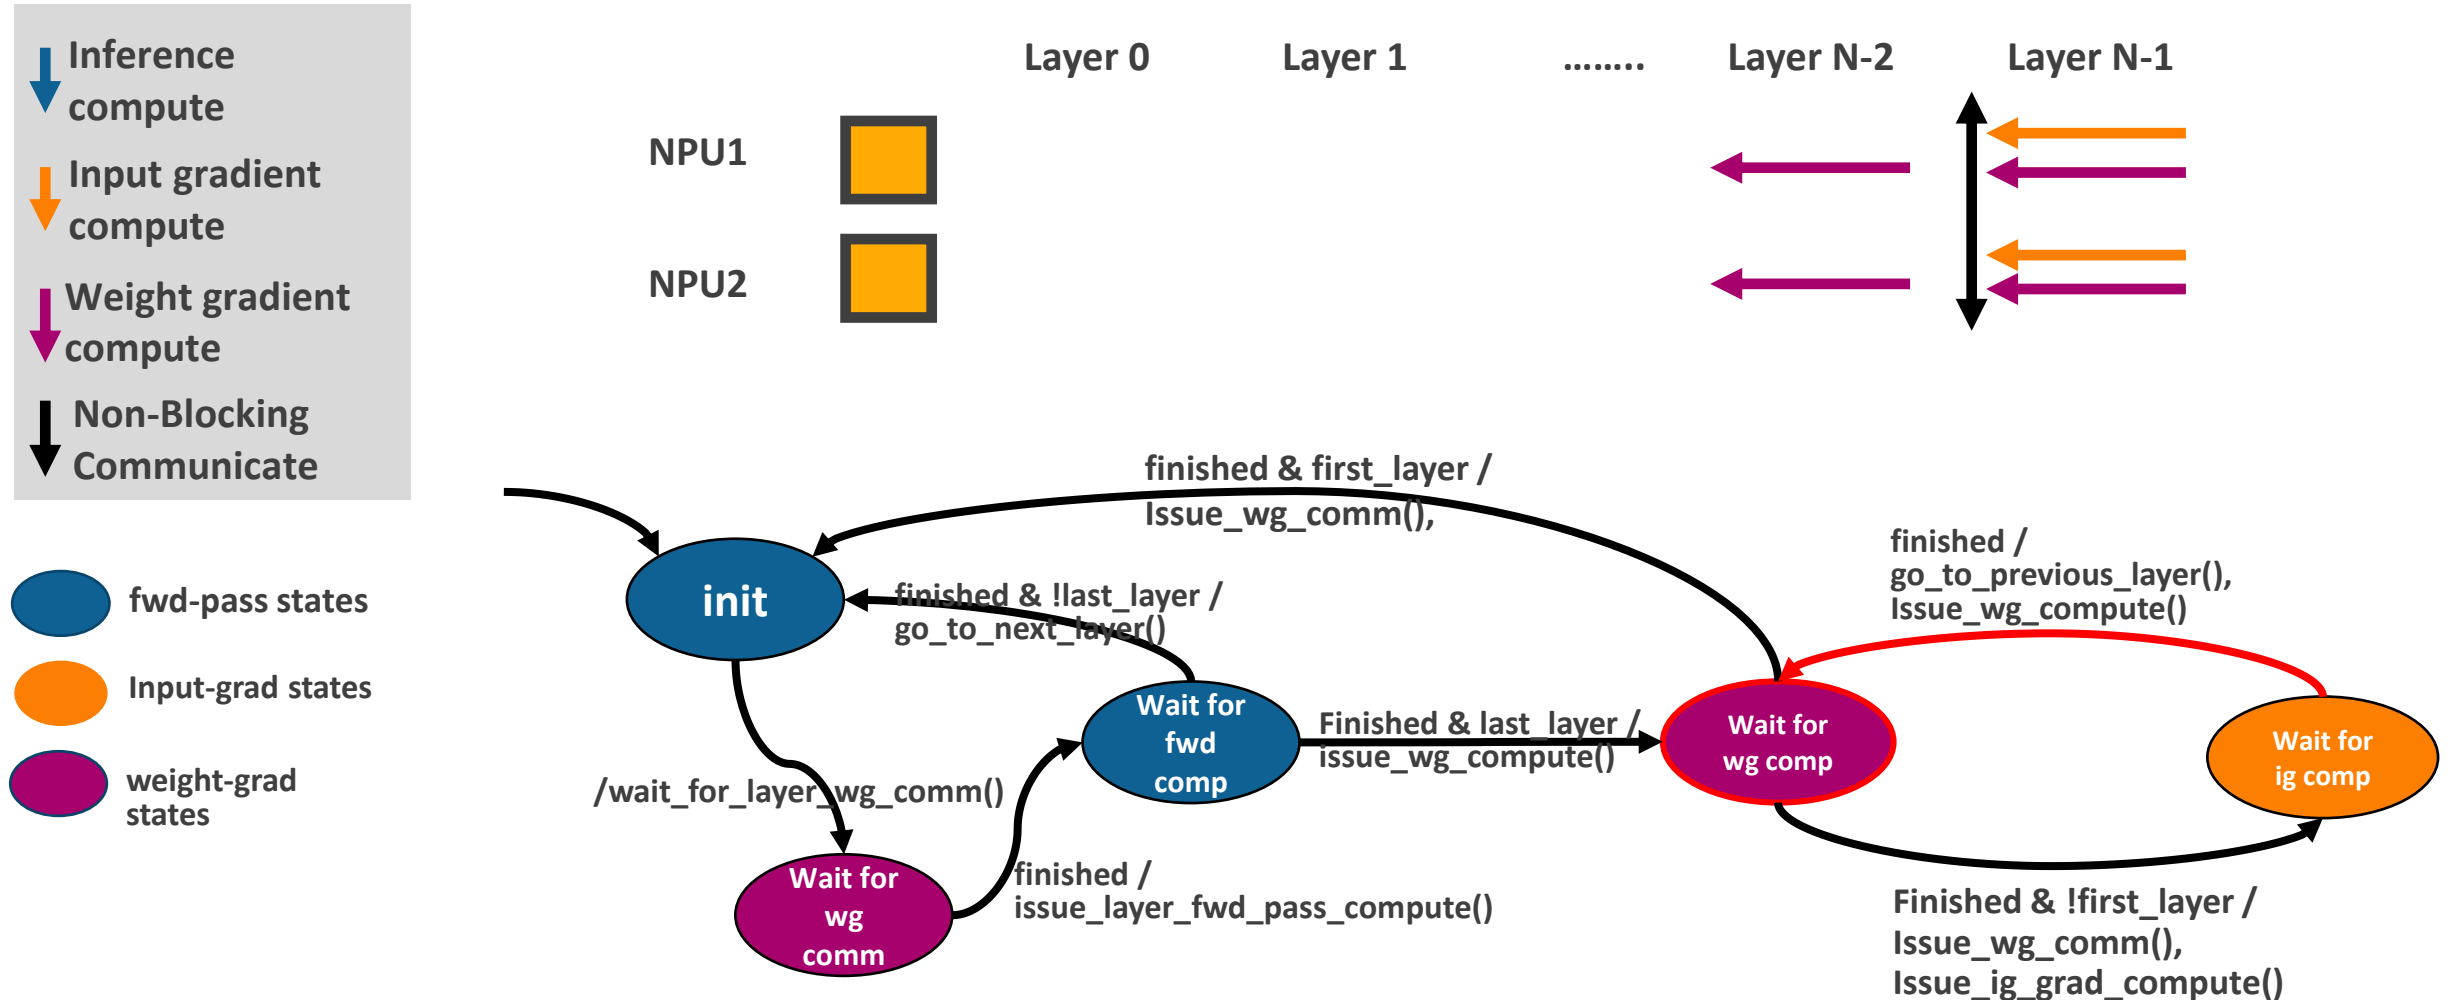 Inference
compute
Input gradient
compute
Weight gradient
compute
Non-Blocking
Communicate
fwd-pass states
Input-grad states
weight-grad
states
Layer 0
Layer 1
........
Layer N-2
Layer N-1
NPU1
NPU2
finished & first_layer /
Issue_wg_comm(),
init
finished & !last_layer /
go_to_next_layer()
finished /
go_to_previous_layer(),
Issue_wg_compute()
Wait for
fwd
comp
Finished & last_layer /
issue_wg_compute()
Wait for
wg comp
Wait for
ig comp
/wait_for_layer_wg_comm()
Wait for
wg
comm
finished /
issue_layer_fwd_pass_compute()
Finished & !first_layer /
Issue_wg_comm(),
Issue_ig_grad_compute()